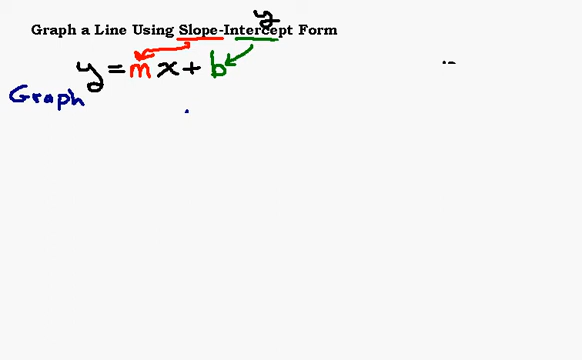 y
Graph a Line Using Slope-Intercept Form
y = mx + b
Graph